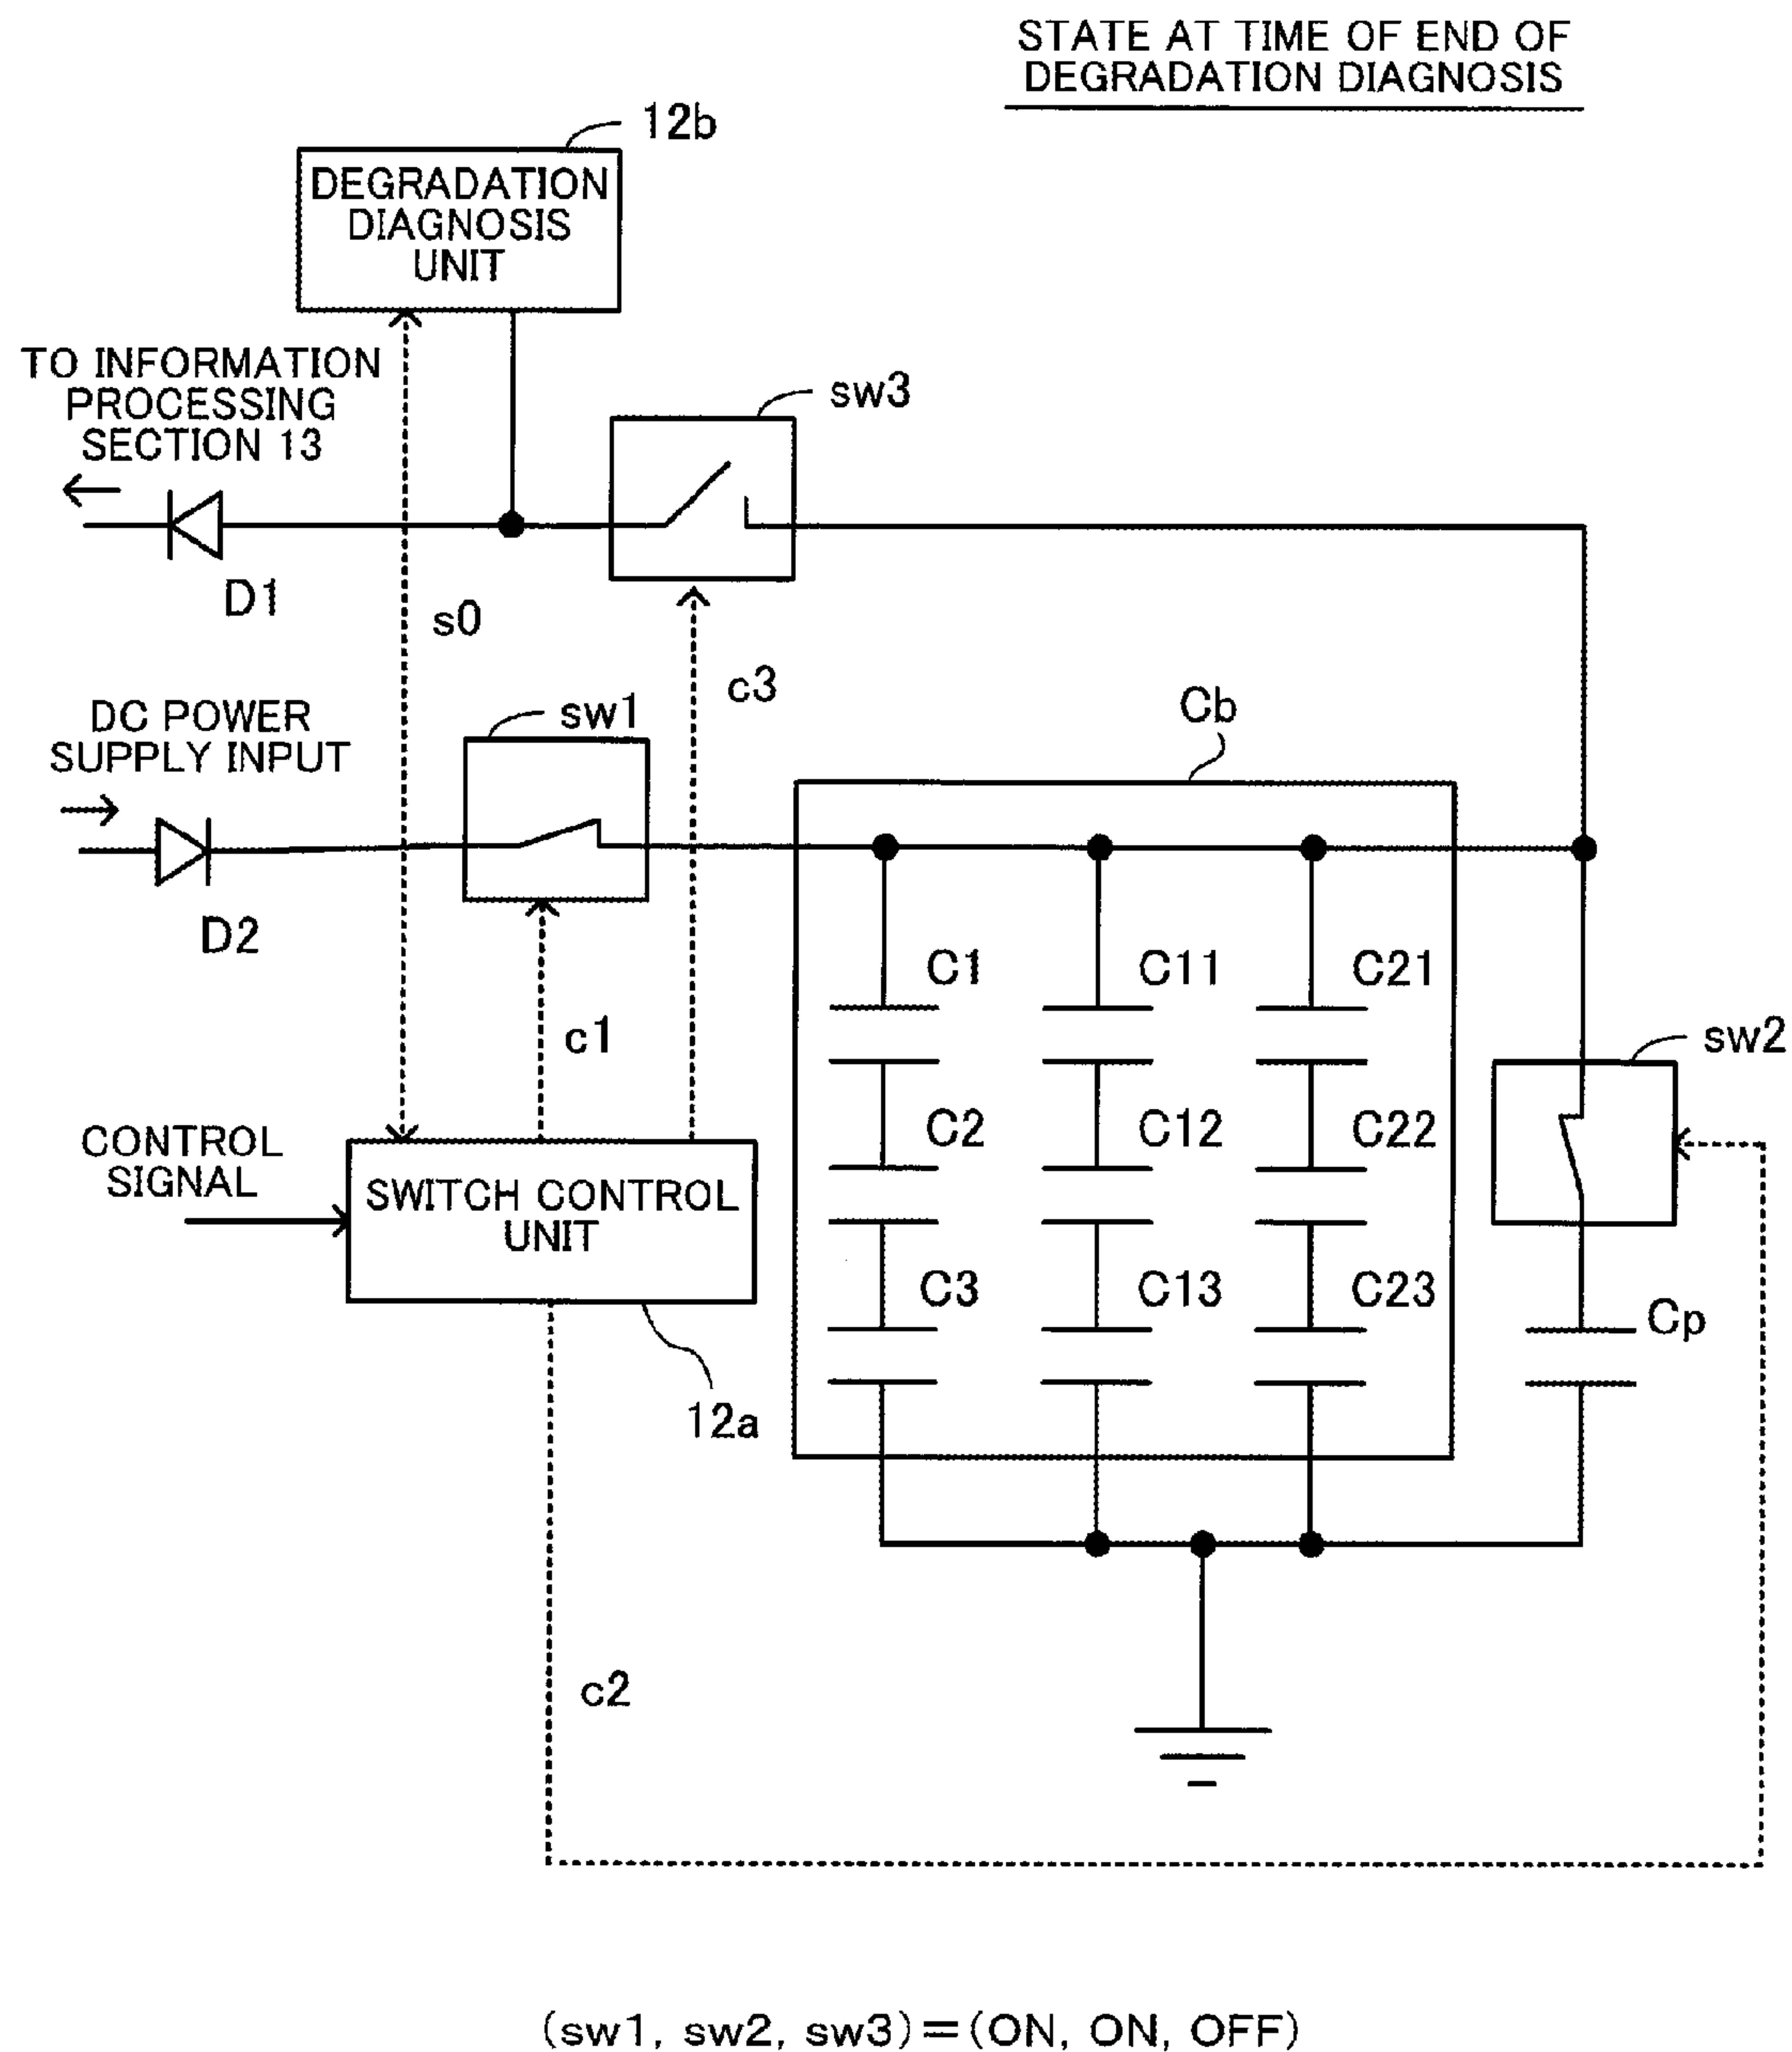 STATE AT TIME OF END OF
DEGRADATION DIAGNOSIS
12b
DEGRADATION
DIAGNOSIS
UNIT
TO INFORMATION
PROCESSING
SECTION 13
sw3
D1
s0
c3
DC POWER
SUPPLY INPUT
sw1
Cb
D2
C1
C11
C21
c1
sw2
CONTROL
SIGNAL
C2
C12
C22
SWITCH CONTROL
UNIT
C3
C13
C23
Cp
12a
c2
(sw1, sw2, sw3)=(ON, ON, OFF)